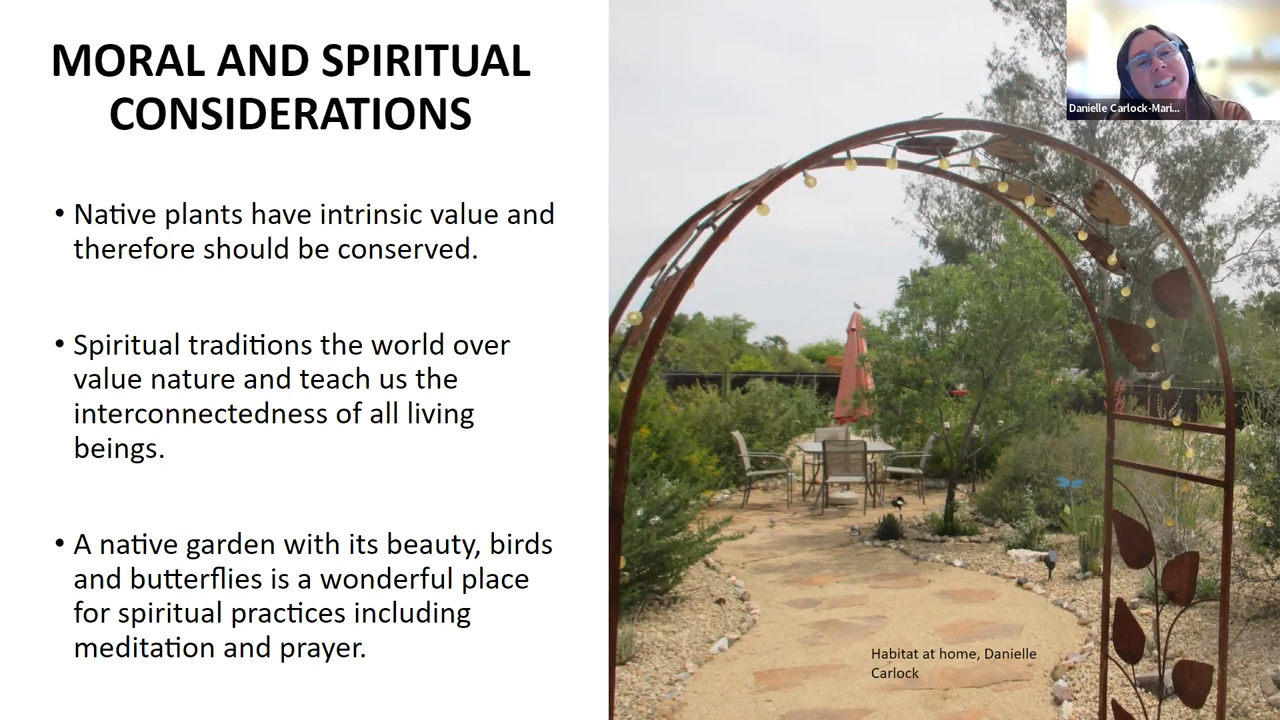 MORAL AND SPIRITUAL
CONSIDERATIONS
• Native plants have intrinsic value and
therefore should be conserved.
• Spiritual traditions the world over
value nature and teach us the
interconnectedness of all living
beings.
• A native garden with its beauty, birds
and butterflies is a wonderful place
for spiritual practices including
meditation and prayer.
Danielle Carlock-Mari...
Habitat at home, Danielle
Carlock